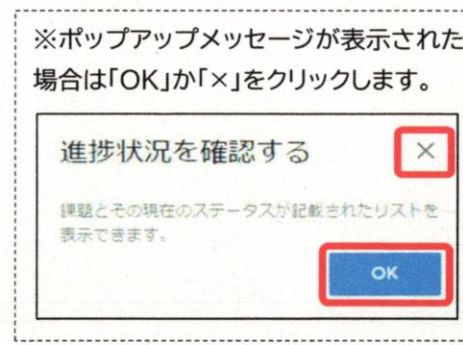 ※ポップアップメッセージが表示された
場合は「OK」か「×」をクリックします。
進捗状況を確認する
×
課題とその現在のステータスが記載されたリストを
表示できます。
OK